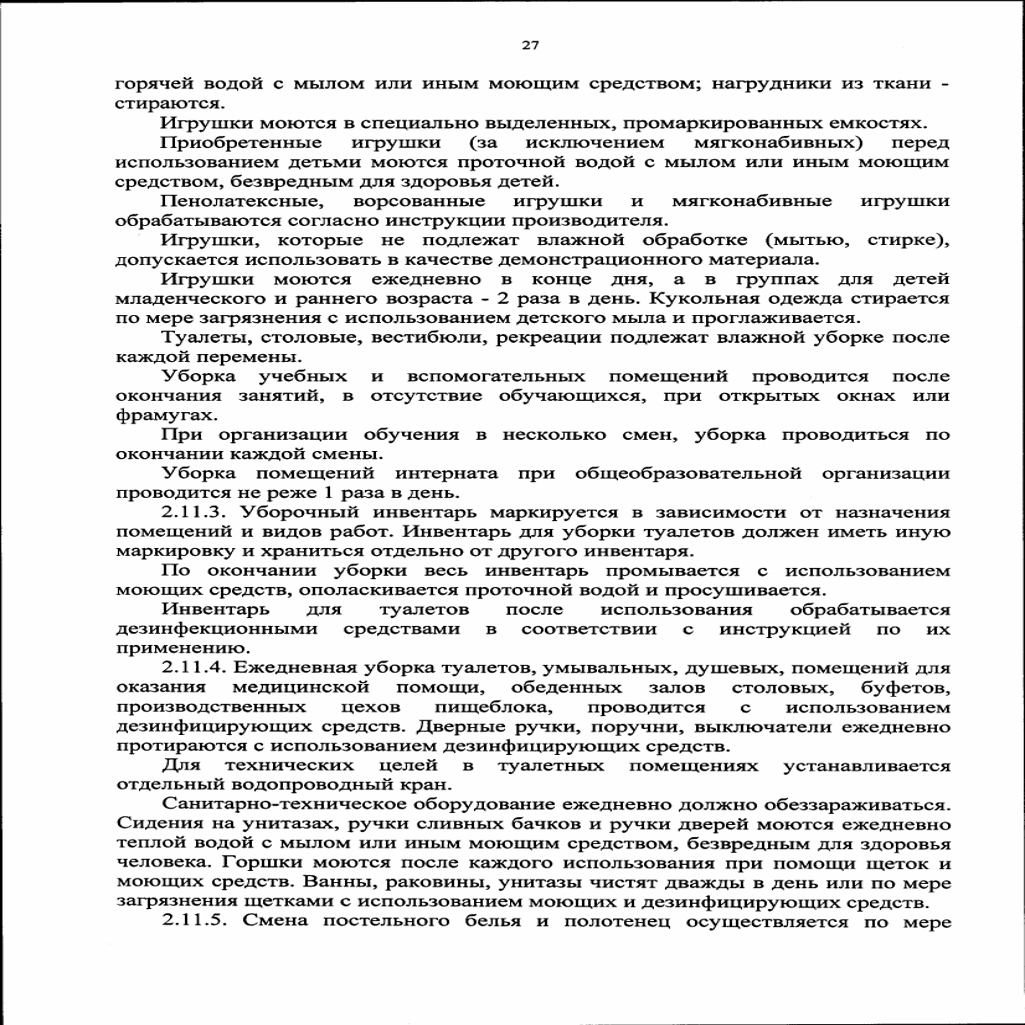 27
горячей водой с мылом или иным моющим средством; нагрудники из ткани -
стираются.
Игрушки моются в специально выделенных, промаркированных емкостях.
Приобретенные игрушки (за исключением мягконабивных) перед
использованием детьми моются проточной водой с мылом или иным моющим
средством, безвредным для здоровья детей.
Пенолатексные, ворсованные игрушки и мягконабивные игрушки
обрабатываются согласно инструкции производителя.
Игрушки, которые не подлежат влажной обработке (мытью, стирке),
допускается использовать в качестве демонстрационного материала.
Игрушки моются ежедневно в конце дня, а в группах для детей
младенческого и раннего возраста - 2 раза в день. Кукольная одежда стирается
по мере загрязнения с использованием детского мыла и проглаживается.
Туалеты, столовые, вестибюли, рекреации подлежат влажной уборке после
каждой перемены.
Уборка учебных и вспомогательных помещений проводится после
окончания занятий, в отсутствие обучающихся, при открытых окнах или
фрамугах.
При организации обучения в несколько смен, уборка проводиться по
окончании каждой смены.
Уборка помещений интерната при общеобразовательной организации
проводится не реже 1 раза в день.
2.11.3. Уборочный инвентарь маркируется в зависимости от назначения
помещений и видов работ. Инвентарь для уборки туалетов должен иметь иную
маркировку и храниться отдельно от другого инвентаря.
По окончании уборки весь инвентарь промывается с использованием
моющих средств, ополаскивается проточной водой и просушивается.
Инвентарь для туалетов после использования обрабатывается
дезинфекционными средствами в соответствии с инструкцией по их
применению.
2.11.4. Ежедневная уборка туалетов, умывальных, душевых, помещений для
оказания медицинской помощи, обеденных залов столовых, буфетов,
производственных цехов пищеблока, проводится с использованием
дезинфицирующих средств. Дверные ручки, поручни, выключатели ежедневно
протираются с использованием дезинфицирующих средств.
Для технических целей в туалетных помещениях устанавливается
отдельный водопроводный кран.
Санитарно-техническое оборудование ежедневно должно обеззараживаться.
Сидения на унитазах, ручки сливных бачков и ручки дверей моются ежедневно
теплой водой с мылом или иным моющим средством, безвредным для здоровья
человека. Горшки моются после каждого использования при помощи щеток и
моющих средств. Ванны, раковины, унитазы чистят дважды в день или по мере
загрязнения щетками с использованием моющих и дезинфицирующих средств.
2.11.5. Смена постельного белья и полотенец осуществляется по мере